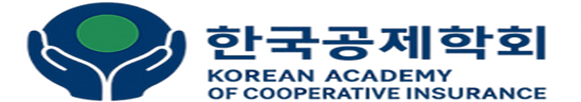 한국공제학회
KOREAN ACADEMY
OF COOPERATIVE INSURANCE